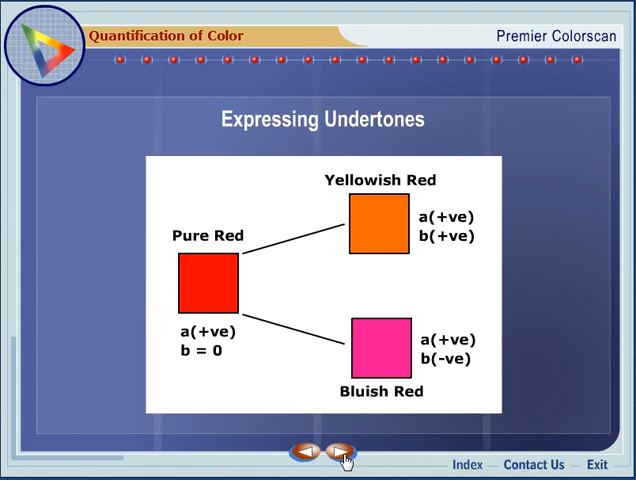 Quantification of Color
Premier Colorscan
Expressing Undertones
Yellowish Red
a(+ve)
b(+ve)
Pure Red
a(+ve)
b = 0
a(+ve)
b(-ve)
Bluish Red
Index — Contact Us — Exit